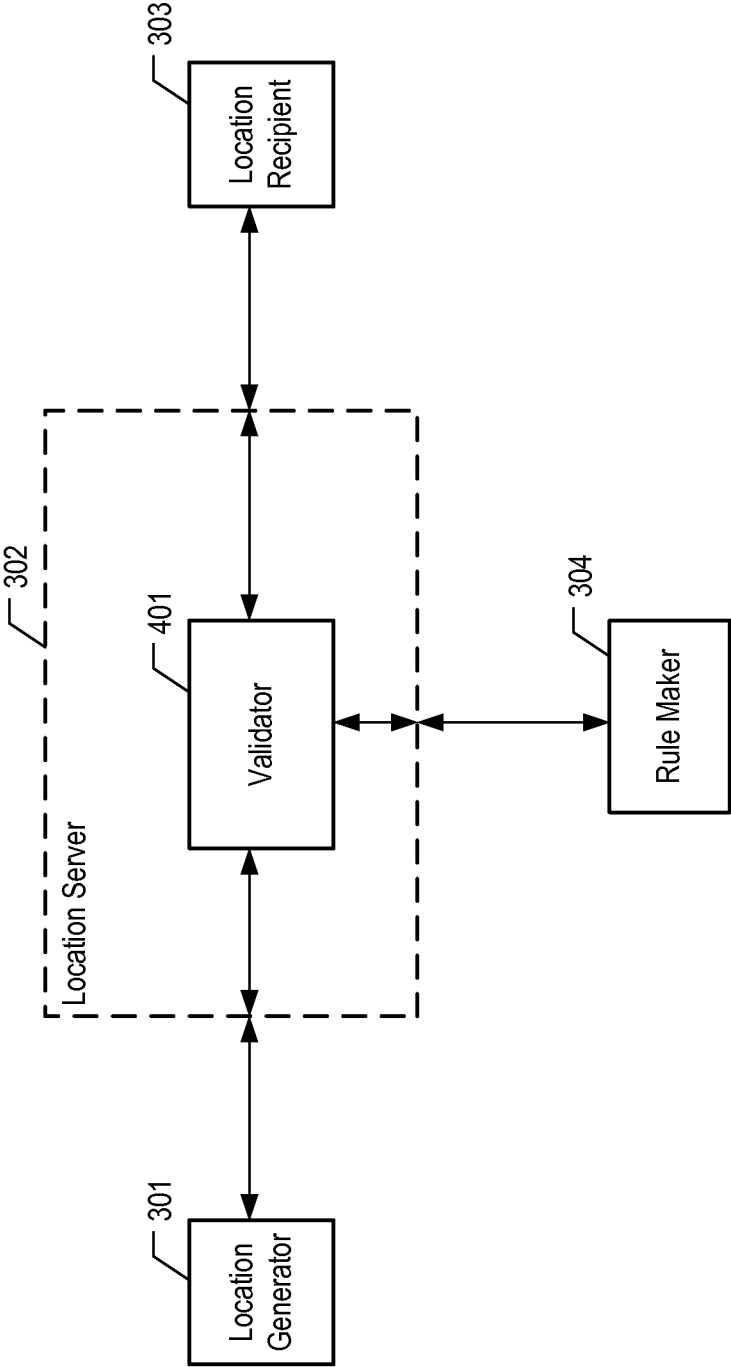 302
Location Server
301
Location
Generator
401
Validator
303
Location
Recipient
304
Rule Maker